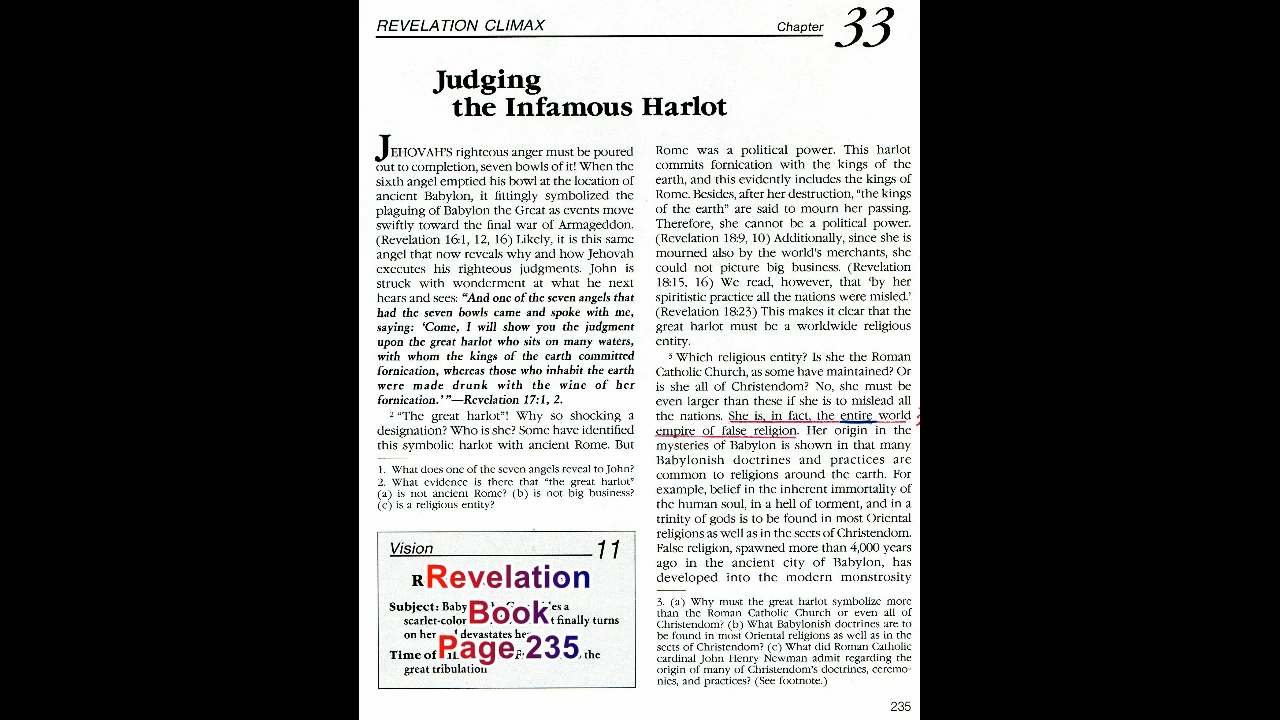 REVELATION CLIMAX
Chapter 33
Judging
the Infamous Harlot
JEHOVAH'S righteous anger must be poured
out to completion, seven bowls of it! When the
sixth angel emptied his bowl at the location of
ancient Babylon, it fittingly symbolized the
plaguing of Babylon the Great as events move
swiftly toward the final war of Armageddon.
(Revelation 16:1, 12, 16) Likely, it is this same
angel that now reveals why and how Jehovah
executes his righteous judgments. John is
struck with wonderment at what he next
hears and sees: "And one of the seven angels that
had the seven bowls came and spoke with me,
saying: 'Come, I will show you the judgment
upon the great harlot who sits on many waters,
with whom the kings of the earth committed
fornication, whereas those who inhabit the earth
were made drunk with the wine of her
fornication.'"—Revelation 17:1, 2.
2 "The great harlot"! Why so shocking a
designation? Who is she? Some have identified
this symbolic harlot with ancient Rome. But
1. What does one of the seven angels reveal to John?
2. What evidence is there that "the great harlot"
(a) is not ancient Rome? (b) is not big business?
(c) is a religious entity?
Vision 11
R
Subject: Baby es a
scarlet-color t finally turns
on her devastates he
Time of the
great tribulation
Revelation
Book
Page 235
Rome was a political power. This harlot
commits fornication with the kings of the
earth, and this evidently includes the kings of
Rome. Besides, after her destruction, "the kings
of the earth" are said to mourn her passing.
Therefore, she cannot be a political power.
(Revelation 18:9, 10) Additionally, since she is
mourned also by the world's merchants, she
could not picture big business. (Revelation
18:15, 16) We read, however, that 'by her
spiritistic practice all the nations were misled.'
(Revelation 18:23) This makes it clear that the
great harlot must be a worldwide religious
entity.
3 Which religious entity? Is she the Roman
Catholic Church, as some have maintained? Or
is she all of Christendom? No, she must be
even larger than these if she is to mislead all
the nations. She is, in fact, the entire world
empire of false religion. Her origin in the
mysteries of Babylon is shown in that many
Babylonish doctrines and practices are
common to religions around the earth. For
example, belief in the inherent immortality of
the human soul, in a hell of torment, and in a
trinity of gods is to be found in most Oriental
religions as well as in the sects of Christendom.
False religion, spawned more than 4,000 years
ago in the ancient city of Babylon, has
developed into the modern monstrosity
3. (a) Why must the great harlot symbolize more
than the Roman Catholic Church or even all of
Christendom? (b) What Babylonish doctrines are to
be found in most Oriental religions as well as in the
sects of Christendom? (c) What did Roman Catholic
cardinal John Henry Newman admit regarding the
origin of many of Christendom's doctrines, ceremo-
nies, and practices? (See footnote.)
235